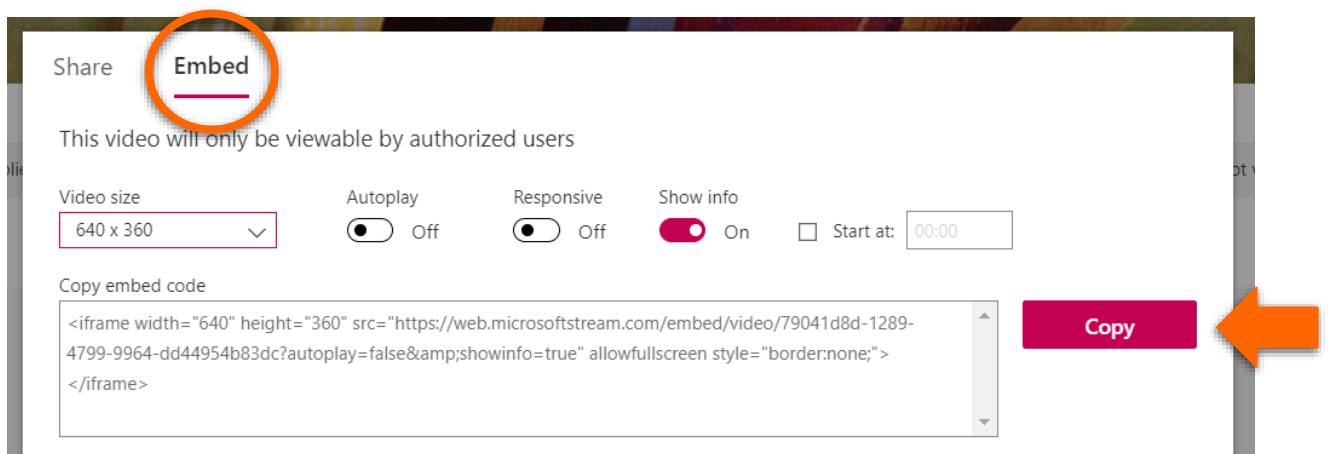 Share Embed
This video will only be viewable by authorized users
Video size Autoplay Responsive Show info
640 x 360 Off Off On Start at: 00:00
Copy embed code
<iframe width="640" height="360" src="https://web.microsoftstream.com/embed/video/79041d8d-1289-
4799-9964-dd44954b83dc?autoplay=false&amp;showinfo=true" allowfullscreen style="border:none;">
</iframe>
Copy